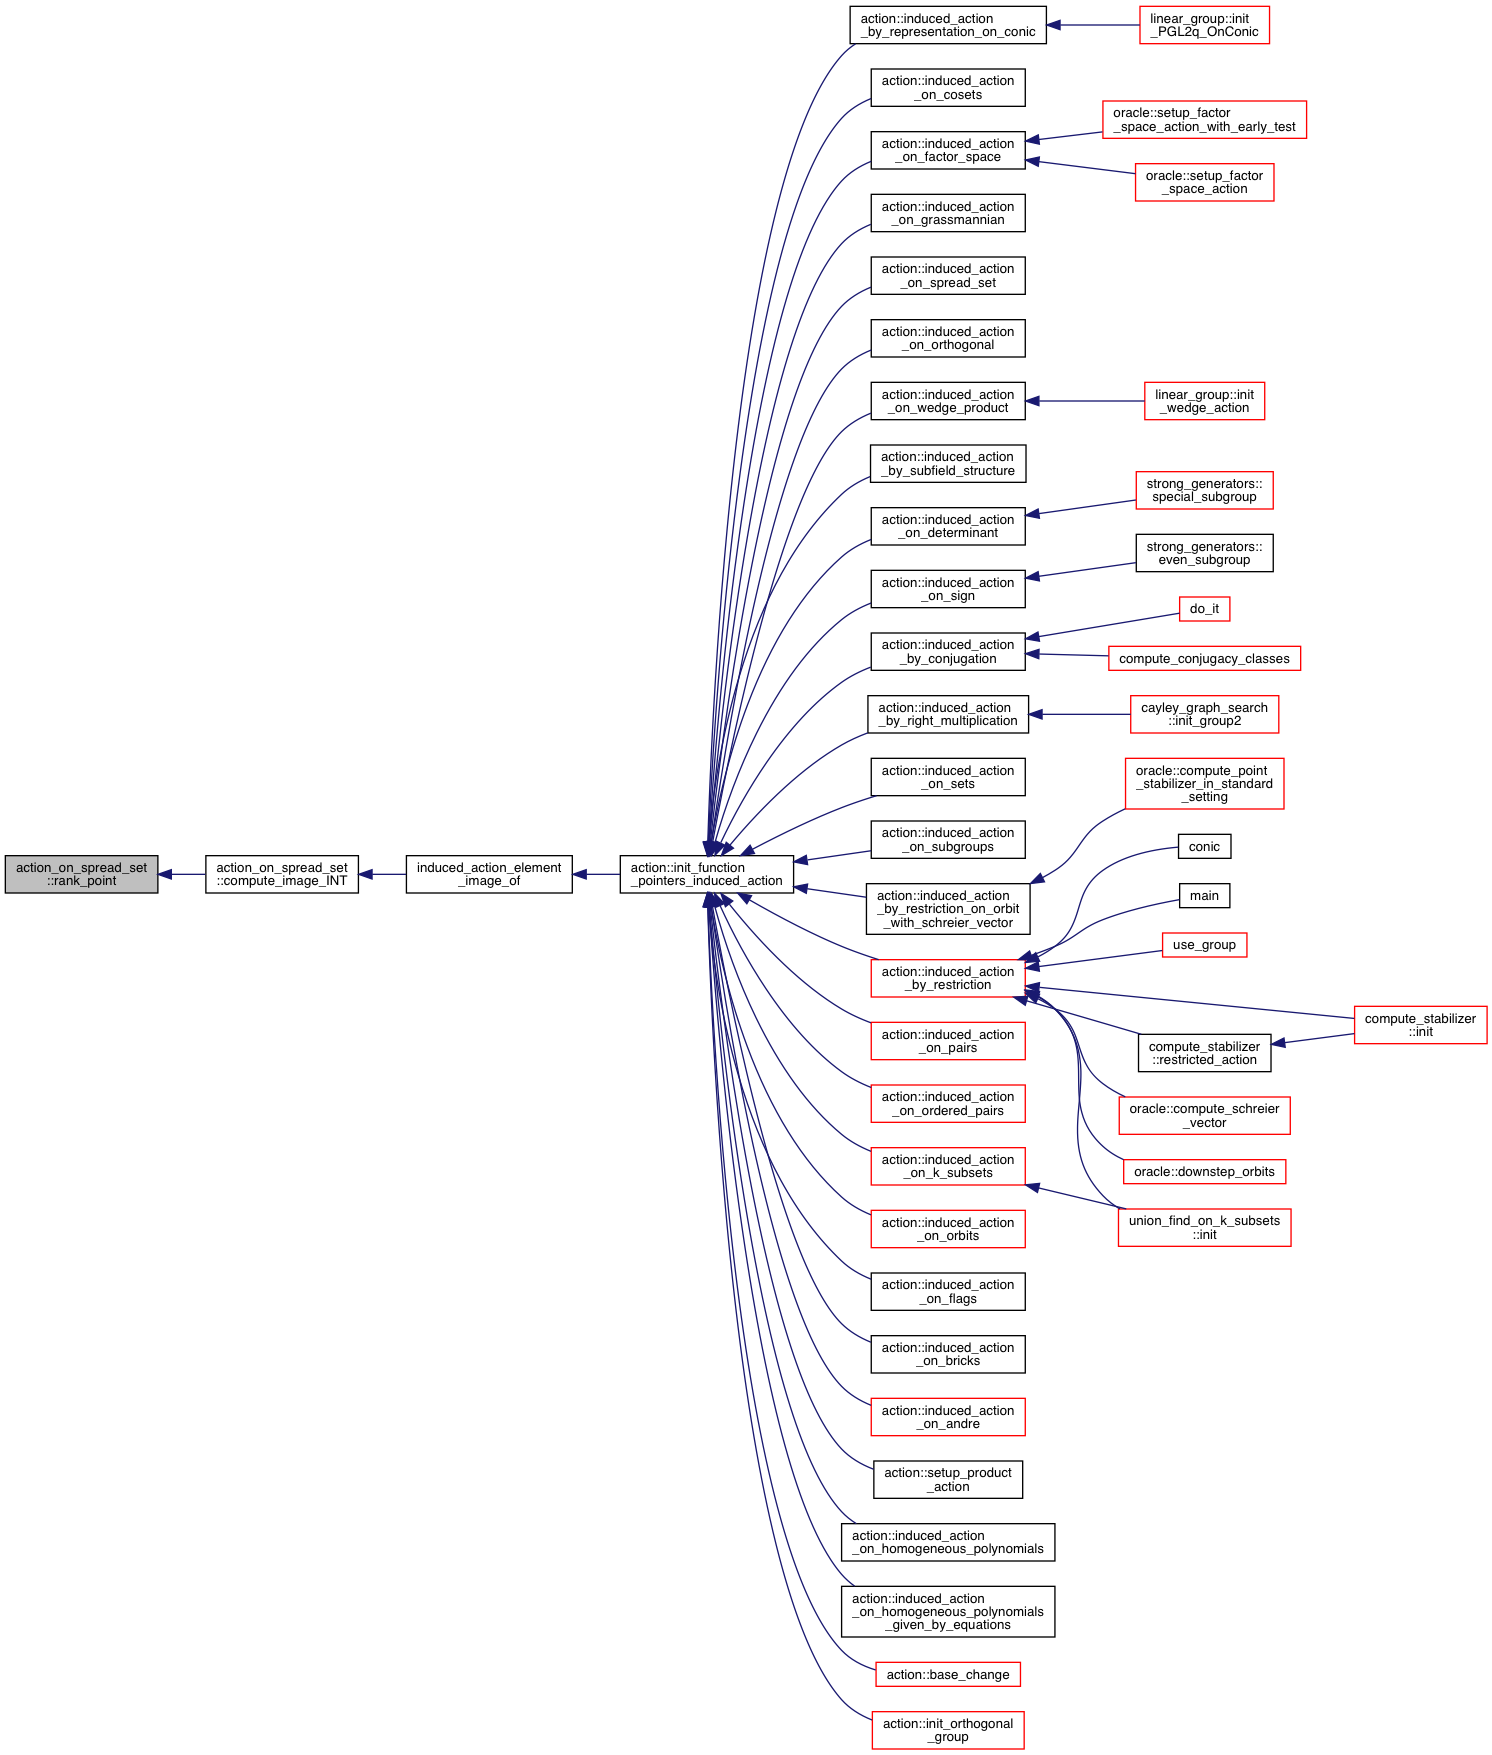 action_on_spread_set
::rank_point
action_on_spread_set
::compute_image_INT
induced_action_element
_image_of
action::init_function
_pointers_induced_action
action::induced_action
_by_representation_on_conic
action::induced_action
_on_cosets
action::induced_action
_on_factor_space
action::induced_action
_on_grassmannian
action::induced_action
_on_spread_set
action::induced_action
_on_orthogonal
action::induced_action
_on_wedge_product
action::induced_action
_by_subfield_structure
action::induced_action
_on_determinant
action::induced_action
_on_sign
action::induced_action
_by_conjugation
action::induced_action
_by_right_multiplication
action::induced_action
_on_sets
action::induced_action
_on_subgroups
action::induced_action
_by_restriction_on_orbit
_with_schreier_vector
action::induced_action
_by_restriction
action::induced_action
_on_pairs
action::induced_action
_on_ordered_pairs
action::induced_action
_on_k_subsets
action::induced_action
_on_orbits
action::induced_action
_on_flags
action::induced_action
_on_bricks
action::induced_action
_on_andre
action::setup_product
_action
action::induced_action
_on_homogeneous_polynomials
action::induced_action
_on_homogeneous_polynomials
_given_by_equations
action::base_change
action::init_orthogonal
_group
linear_group::init
_PGL2q_OnConic
oracle::setup_factor
_space_action_with_early_test
oracle::setup_factor
_space_action
linear_group::init
_wedge_action
strong_generators::
special_subgroup
strong_generators::
even_subgroup
do_it
compute_conjugacy_classes
cayley_graph_search
::init_group2
oracle::compute_point
_stabilizer_in_standard
_setting
conic
main
use_group
compute_stabilizer
::restricted_action
compute_stabilizer
::init
oracle::compute_schreier
_vector
oracle::downstep_orbits
union_find_on_k_subsets
::init